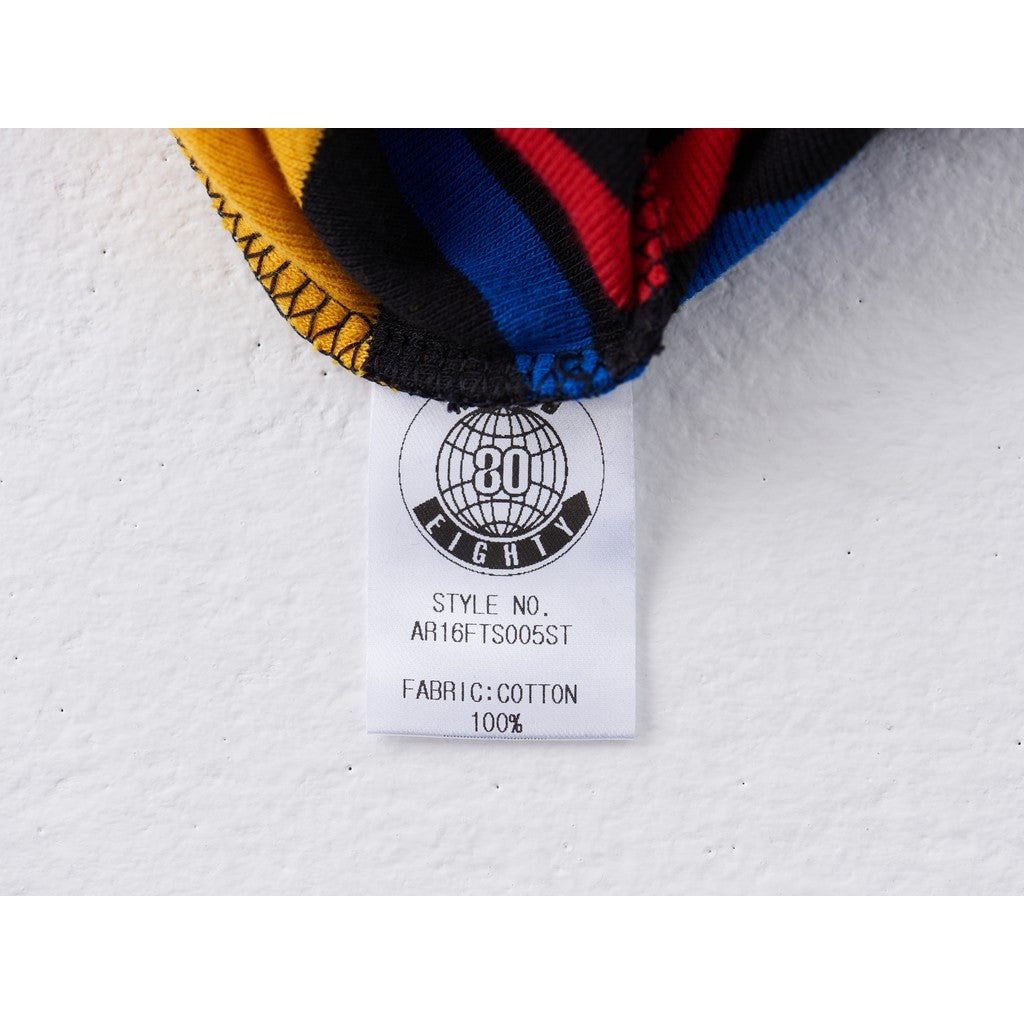 80
EIGHTY
STYLE NO.
AR16FTS005ST
FABRIC:COTTON
100%